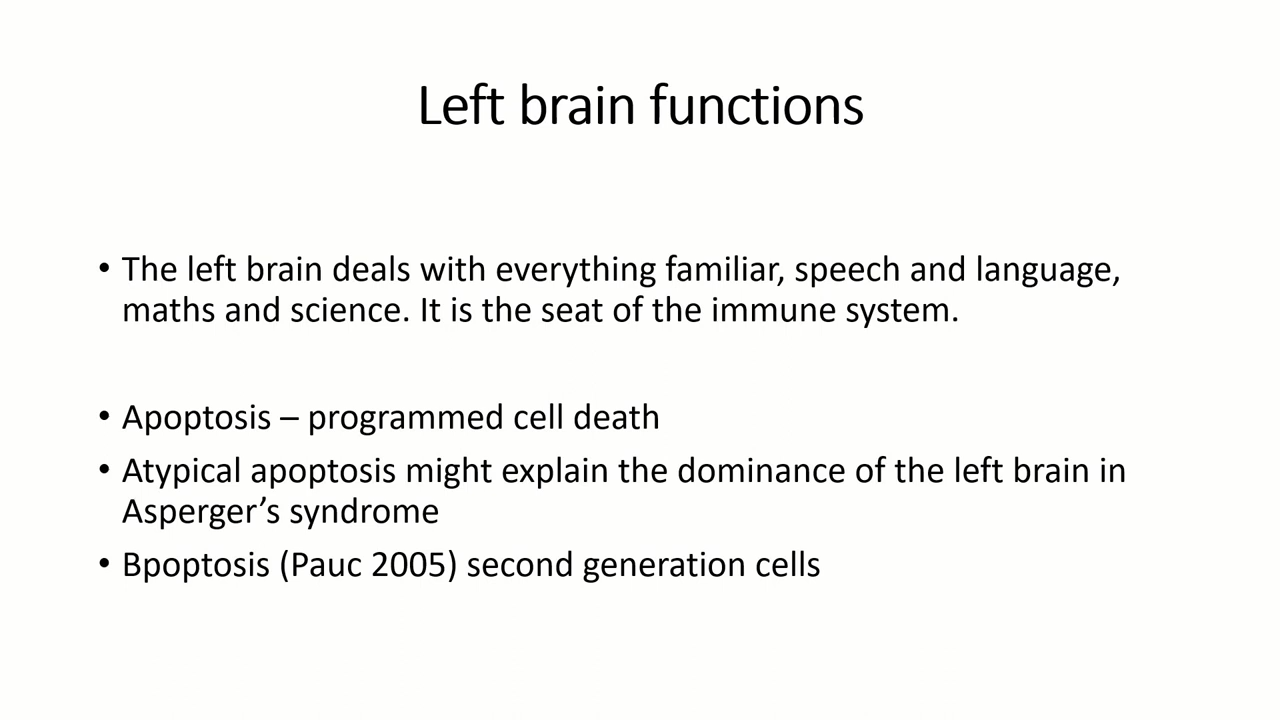 Left brain functions
• The left brain deals with everything familiar, speech and language,
maths and science. It is the seat of the immune system.
• Apoptosis – programmed cell death
• Atypical apoptosis might explain the dominance of the left brain in
Asperger’s syndrome
• Bpoptosis (Pauc 2005) second generation cells